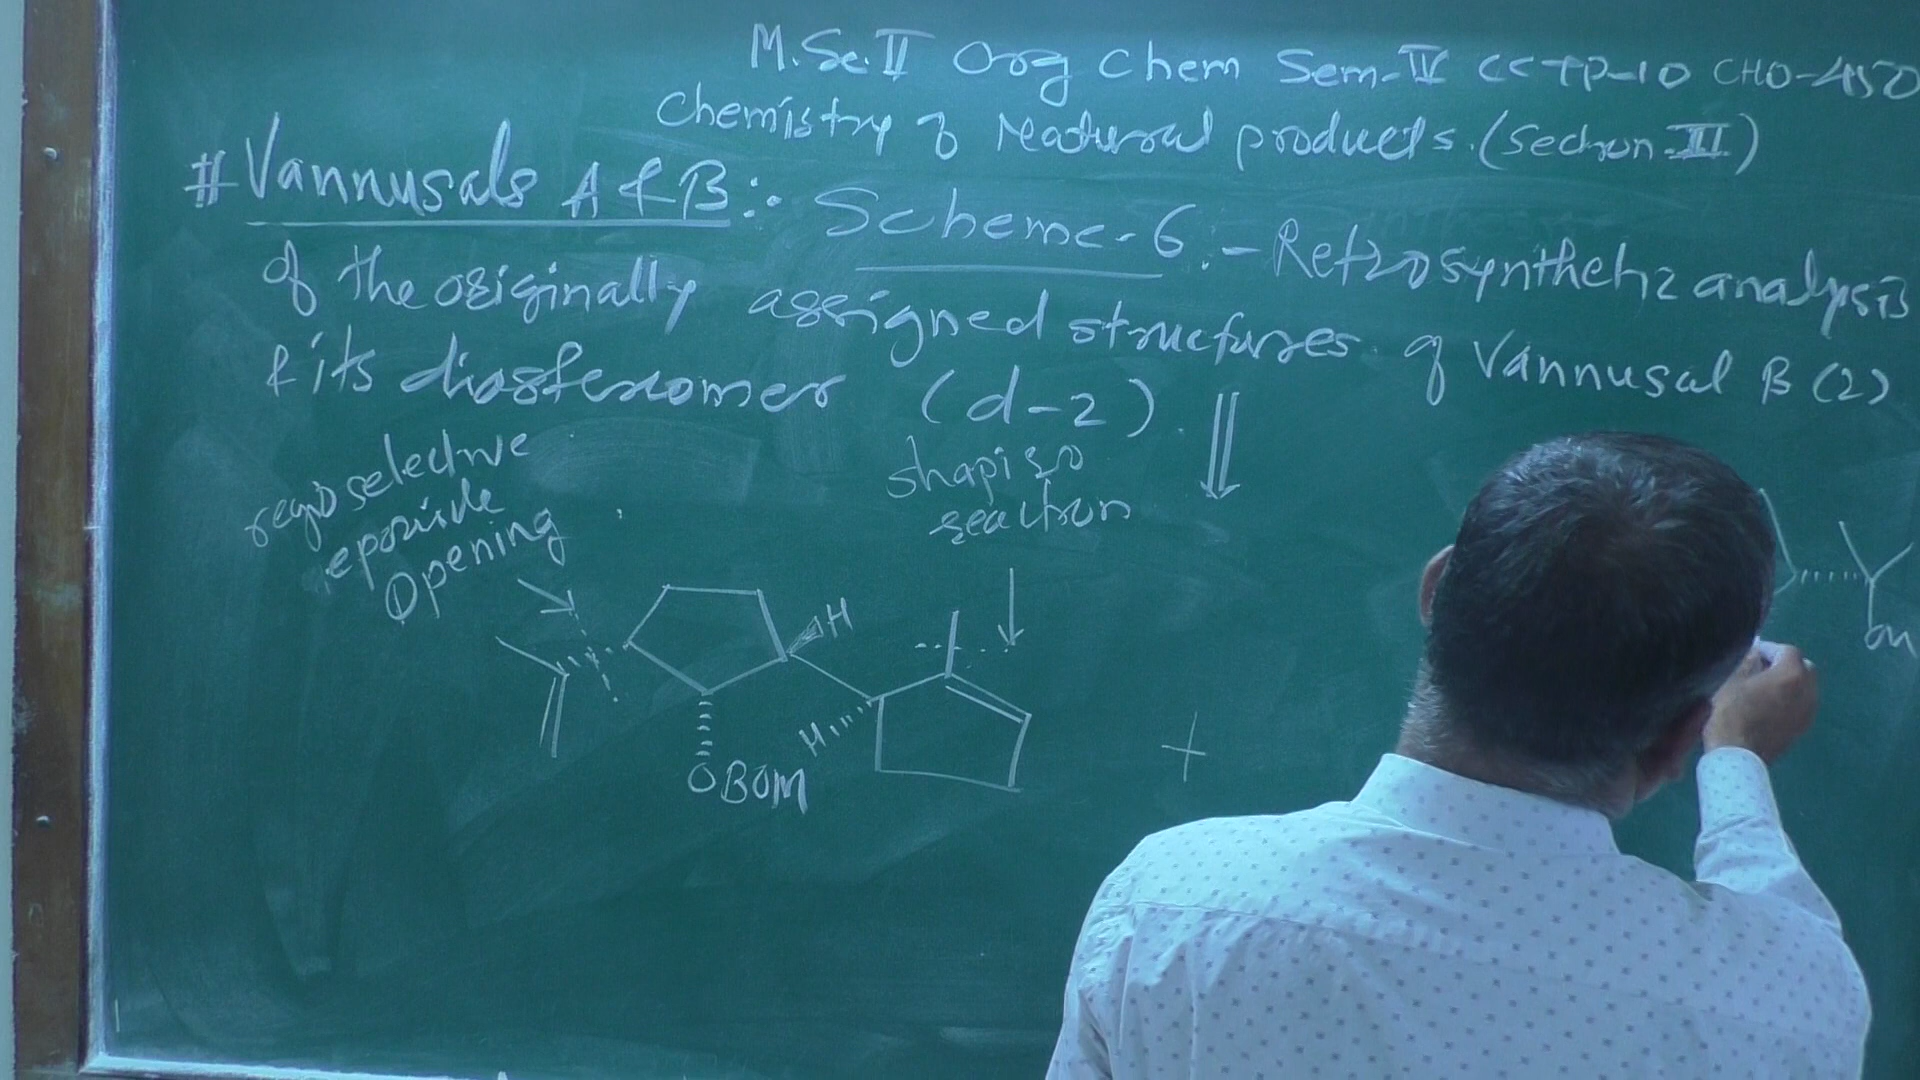 M.Sc.II Org Chem Sem-IV CCTP-10 CHO-450
Chemistry of Natural products. (Section-II)
# Vannusals A & B :- Scheme-6 :- Retrosynthetic analysis
of the originally assigned structures of Vannusal B (2)
& its diastereomer (d-2).
regioselective
epoxide
Opening
shapiro
reaction
H
H
OBOM
+